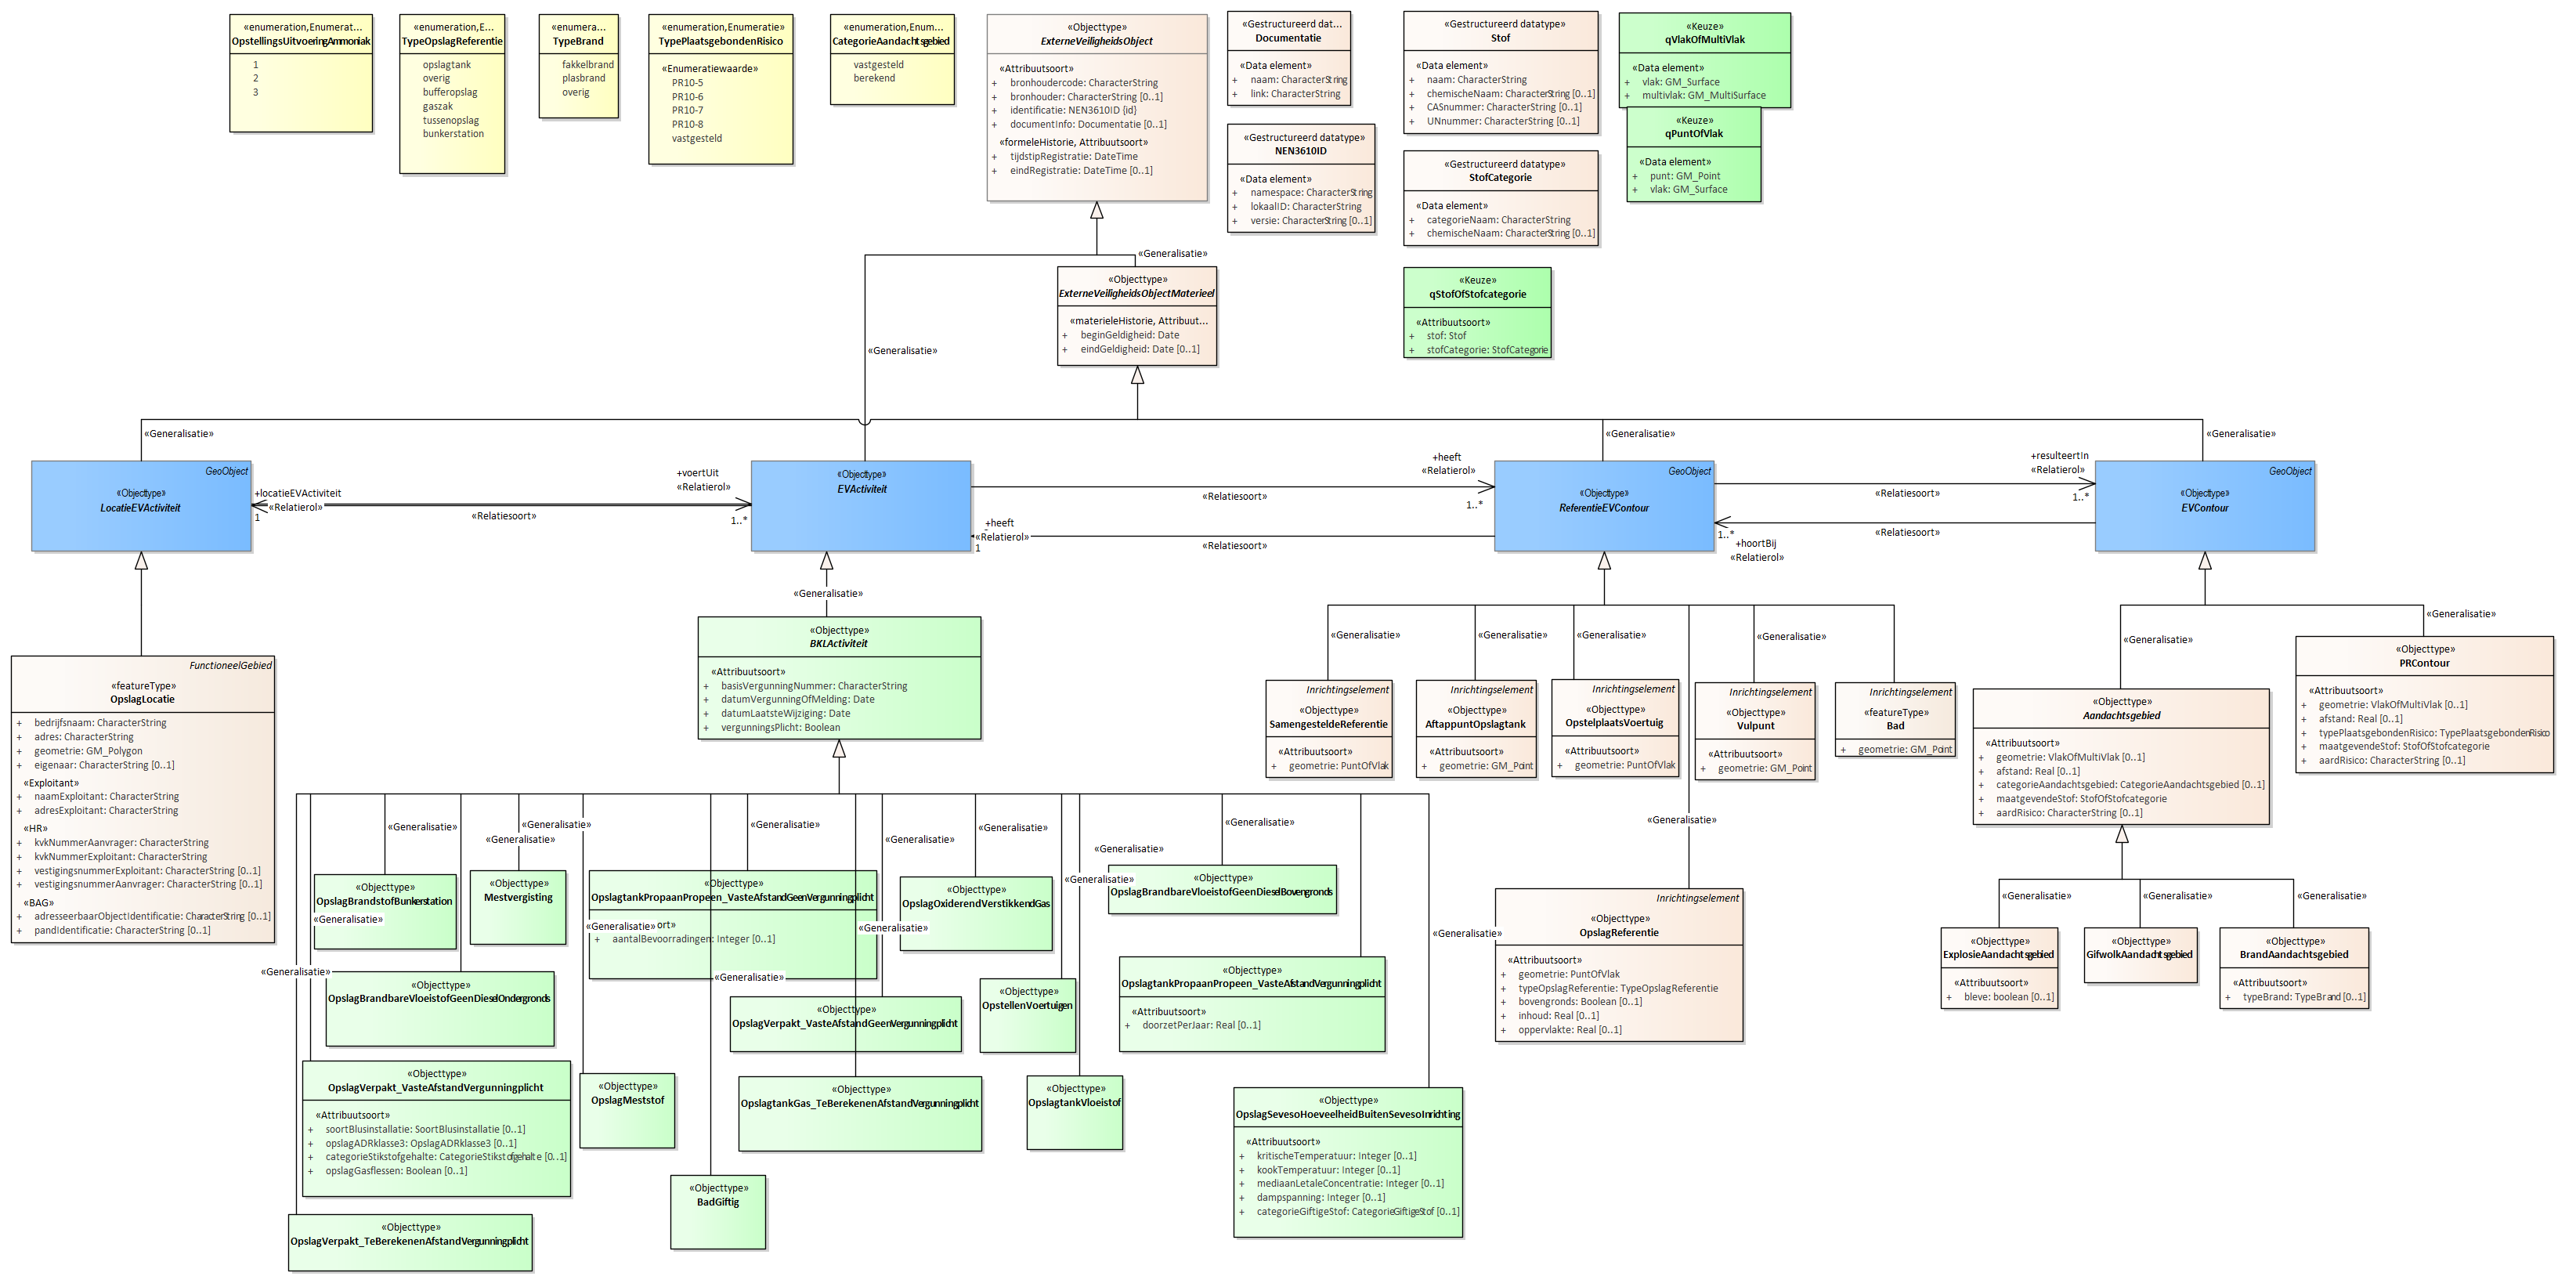 «enumeration,Enumerat...
OpstellingsUitvoeringAmmoniak
1
2
3
«enumeration,E...
TypeOpslagReferentie
opslagtank
overig
bufferopslag
gaszak
tussenopslag
bunkerstation
«enumera...
TypeBrand
fakkelbrand
plasbrand
overig
«enumeration,Enumeratie»
TypePlaatsgebondenRisico
«Enumeratiewaarde»
PR10-5
PR10-6
PR10-7
PR10-8
vastgesteld
«enumeration,Enum...
CategorieAandachtsgebied
vastgesteld
berekend
«Objecttype»
ExterneVeiligheidsObject
«Attribuutsoort»
+ bronhoudercode: CharacterString
+ bronhouder: CharacterString [0..1]
+ identificatie: NEN3610ID {id}
+ documentInfo: Documentatie [0..1]
«formeleHistorie, Attribuutsoort»
+ tijdstipRegistratie: DateTime
+ eindRegistratie: DateTime [0..1]
«Gestructureerd dat...
Documentatie
«Data element»
+ naam: CharacterString
+ link: CharacterString
«Gestructureerd datatype»
NEN3610ID
«Data element»
+ namespace: CharacterString
+ lokaalID: CharacterString
+ versie: CharacterString [0..1]
«Gestructureerd datatype»
Stof
«Data element»
+ naam: CharacterString
+ chemischeNaam: CharacterString [0..1]
+ CASnummer: CharacterString [0..1]
+ UNnummer: CharacterString [0..1]
«Gestructureerd datatype»
StofCategorie
«Data element»
+ categorieNaam: CharacterString
+ chemischeNaam: CharacterString [0..1]
«Keuze»
qStofOfStofcategorie
«Attribuutsoort»
+ stof: Stof
+ stofCategorie: StofCategorie
«Keuze»
qVlakOfMultiVlak
«Data element»
+ vlak: GM_Surface
+ multivlak: GM_MultiSurface
«Keuze»
qPuntOfVlak
«Data element»
+ punt: GM_Point
+ vlak: GM_Surface
«Generalisatie»
«Objecttype»
ExterneVeiligheidsObjectMaterieel
«materieleHistorie, Attribuut...
+ beginGeldigheid: Date
+ eindGeldigheid: Date [0..1]
«Generalisatie»
«Generalisatie»
«Generalisatie»
«Generalisatie»
GeoObject
«Objecttype»
LocatieEVActiviteit
+locatieEVActiviteit
«Relatierol»
1
«Relatiesoort»
+voertUit
«Relatierol»
1..*
«Objecttype»
EVActiviteit
«Relatiesoort»
+heeft
«Relatierol»
1..*
+heeft
«Relatierol»
1
«Relatiesoort»
GeoObject
«Objecttype»
ReferentieEVContour
«Relatiesoort»
+resulteertIn
«Relatierol»
1..*
1..*
+hoortBij
«Relatierol»
«Relatiesoort»
GeoObject
«Objecttype»
EVContour
FunctioneelGebied
«featureType»
OpslagLocatie
+ bedrijfsnaam: CharacterString
+ adres: CharacterString
+ geometrie: GM_Polygon
+ eigenaar: CharacterString [0..1]
«Exploitant»
+ naamExploitant: CharacterString
+ adresExploitant: CharacterString
«HR»
+ kvkNummerAanvrager: CharacterString
+ kvkNummerExploitant: CharacterString
+ vestigingsnummerExploitant: CharacterString [0..1]
+ vestigingsnummerAanvrager: CharacterString [0..1]
«BAG»
+ adresseerbaarObjectIdentificatie: CharacterString [0..1]
+ pandIdentificatie: CharacterString [0..1]
«Generalisatie»
«Objecttype»
BKLActiviteit
«Attribuutsoort»
+ basisVergunningNummer: CharacterString
+ datumVergunningOfMelding: Date
+ datumLaatsteWijziging: Date
+ vergunningsPlicht: Boolean
«Generalisatie»
«Generalisatie»
«Generalisatie»
«Generalisatie»
Inrichtingselement
«Objecttype»
SamengesteldeReferentie
«Attribuutsoort»
+ geometrie: PuntOfVlak
Inrichtingselement
«Objecttype»
AftappuntOpslagtank
«Attribuutsoort»
+ geometrie: GM_Point
Inrichtingselement
«Objecttype»
OpstelplaatsVoertuig
«Attribuutsoort»
+ geometrie: PuntOfVlak
Inrichtingselement
«Objecttype»
Vulpunt
«Attribuutsoort»
+ geometrie: GM_Point
Inrichtingselement
«featureType»
Bad
+ geometrie: GM_Point
«Generalisatie»
Inrichtingselement
«Objecttype»
OpslagReferentie
«Attribuutsoort»
+ geometrie: PuntOfVlak
+ typeOpslagReferentie: TypeOpslagReferentie
+ bovengronds: Boolean [0..1]
+ inhoud: Real [0..1]
+ oppervlakte: Real [0..1]
«Generalisatie»
«Generalisatie»
«Objecttype»
Aandachtsgebied
«Attribuutsoort»
+ geometrie: VlakOfMultiVlak
+ afstand: Real [0..1]
+ categorieAandachtsgebied: CategorieAandachtsgebied [0..1]
+ maatgevendeStof: StofOfStofcategorie
+ aardRisico: CharacterString [0..1]
«Objecttype»
PRContour
«Attribuutsoort»
+ geometrie: VlakOfMultiVlak [0..1]
+ afstand: Real [0..1]
+ typePlaatsgebondenRisico: TypePlaatsgebondenRisico
+ maatgevendeStof: StofOfStofcategorie
+ aardRisico: CharacterString [0..1]
«Generalisatie»
«Generalisatie»
«Generalisatie»
«Objecttype»
ExplosieAandachtsgebied
«Attribuutsoort»
+ bleve: boolean [0..1]
«Objecttype»
GifwolkAandachtsgebied
«Objecttype»
BrandAandachtsgebied
«Attribuutsoort»
+ typeBrand: TypeBrand [0..1]
«Generalisatie»
«Generalisatie»
«Generalisatie»
«Generalisatie»
«Generalisatie»
«Generalisatie»
«Generalisatie»
«Generalisatie»
«Objecttype»
OpslagBrandstofBunkerstation
«Generalisatie»
«Objecttype»
Mestvergisting
«Objecttype»
OpslagtankPropaanPropeen_VasteAfstandGeenVergunningplicht
«Generalisatie» ort»
+ aantalBevoorradingen: Integer [0..1]
«Generalisatie»
«Generalisatie»
«Objecttype»
OpslagOxiderendVerstikkendGas
«Generalisatie»
«Objecttype»
OpslagBrandbareVloeistofGeenDieselBovengronds
«Generalisatie»
«Generalisatie»
«Objecttype»
OpslagBrandbareVloeistofGeenDieselOndergronds
«Objecttype»
OpslagVerpakt_VasteAfstandGeenVergunningplicht
«Objecttype»
OpstellenVoertuigen
«Objecttype»
OpslagtankPropaanPropeen_VasteAfstandVergunningplicht
«Attribuutsoort»
+ doorzetPerJaar: Real [0..1]
«Objecttype»
OpslagVerpakt_VasteAfstandVergunningplicht
«Attribuutsoort»
+ soortBlusinstallatie: SoortBlusinstallatie [0..1]
+ opslagADRklasse3: OpslagADRklasse3 [0..1]
+ categorieStikstofgehalte: CategorieStikstofgehalte [0..1]
+ opslagGasflessen: Boolean [0..1]
«Objecttype»
OpslagMeststof
«Objecttype»
OpslagtankGas_TeBerekenenAfstandVergunningplicht
«Objecttype»
OpslagtankVloeistof
«Objecttype»
OpslagSevesoHoeveelheidBuitenSevesoInrichting
«Attribuutsoort»
+ kritischeTemperatuur: Integer [0..1]
+ kookTemperatuur: Integer [0..1]
+ mediaanLetaleConcentratie: Integer [0..1]
+ dampspanning: Integer [0..1]
+ categorieGiftigeStof: CategorieGiftigeStof [0..1]
«Objecttype»
BadGiftig
«Objecttype»
OpslagVerpakt_TeBerekenenAfstandVergunningplicht